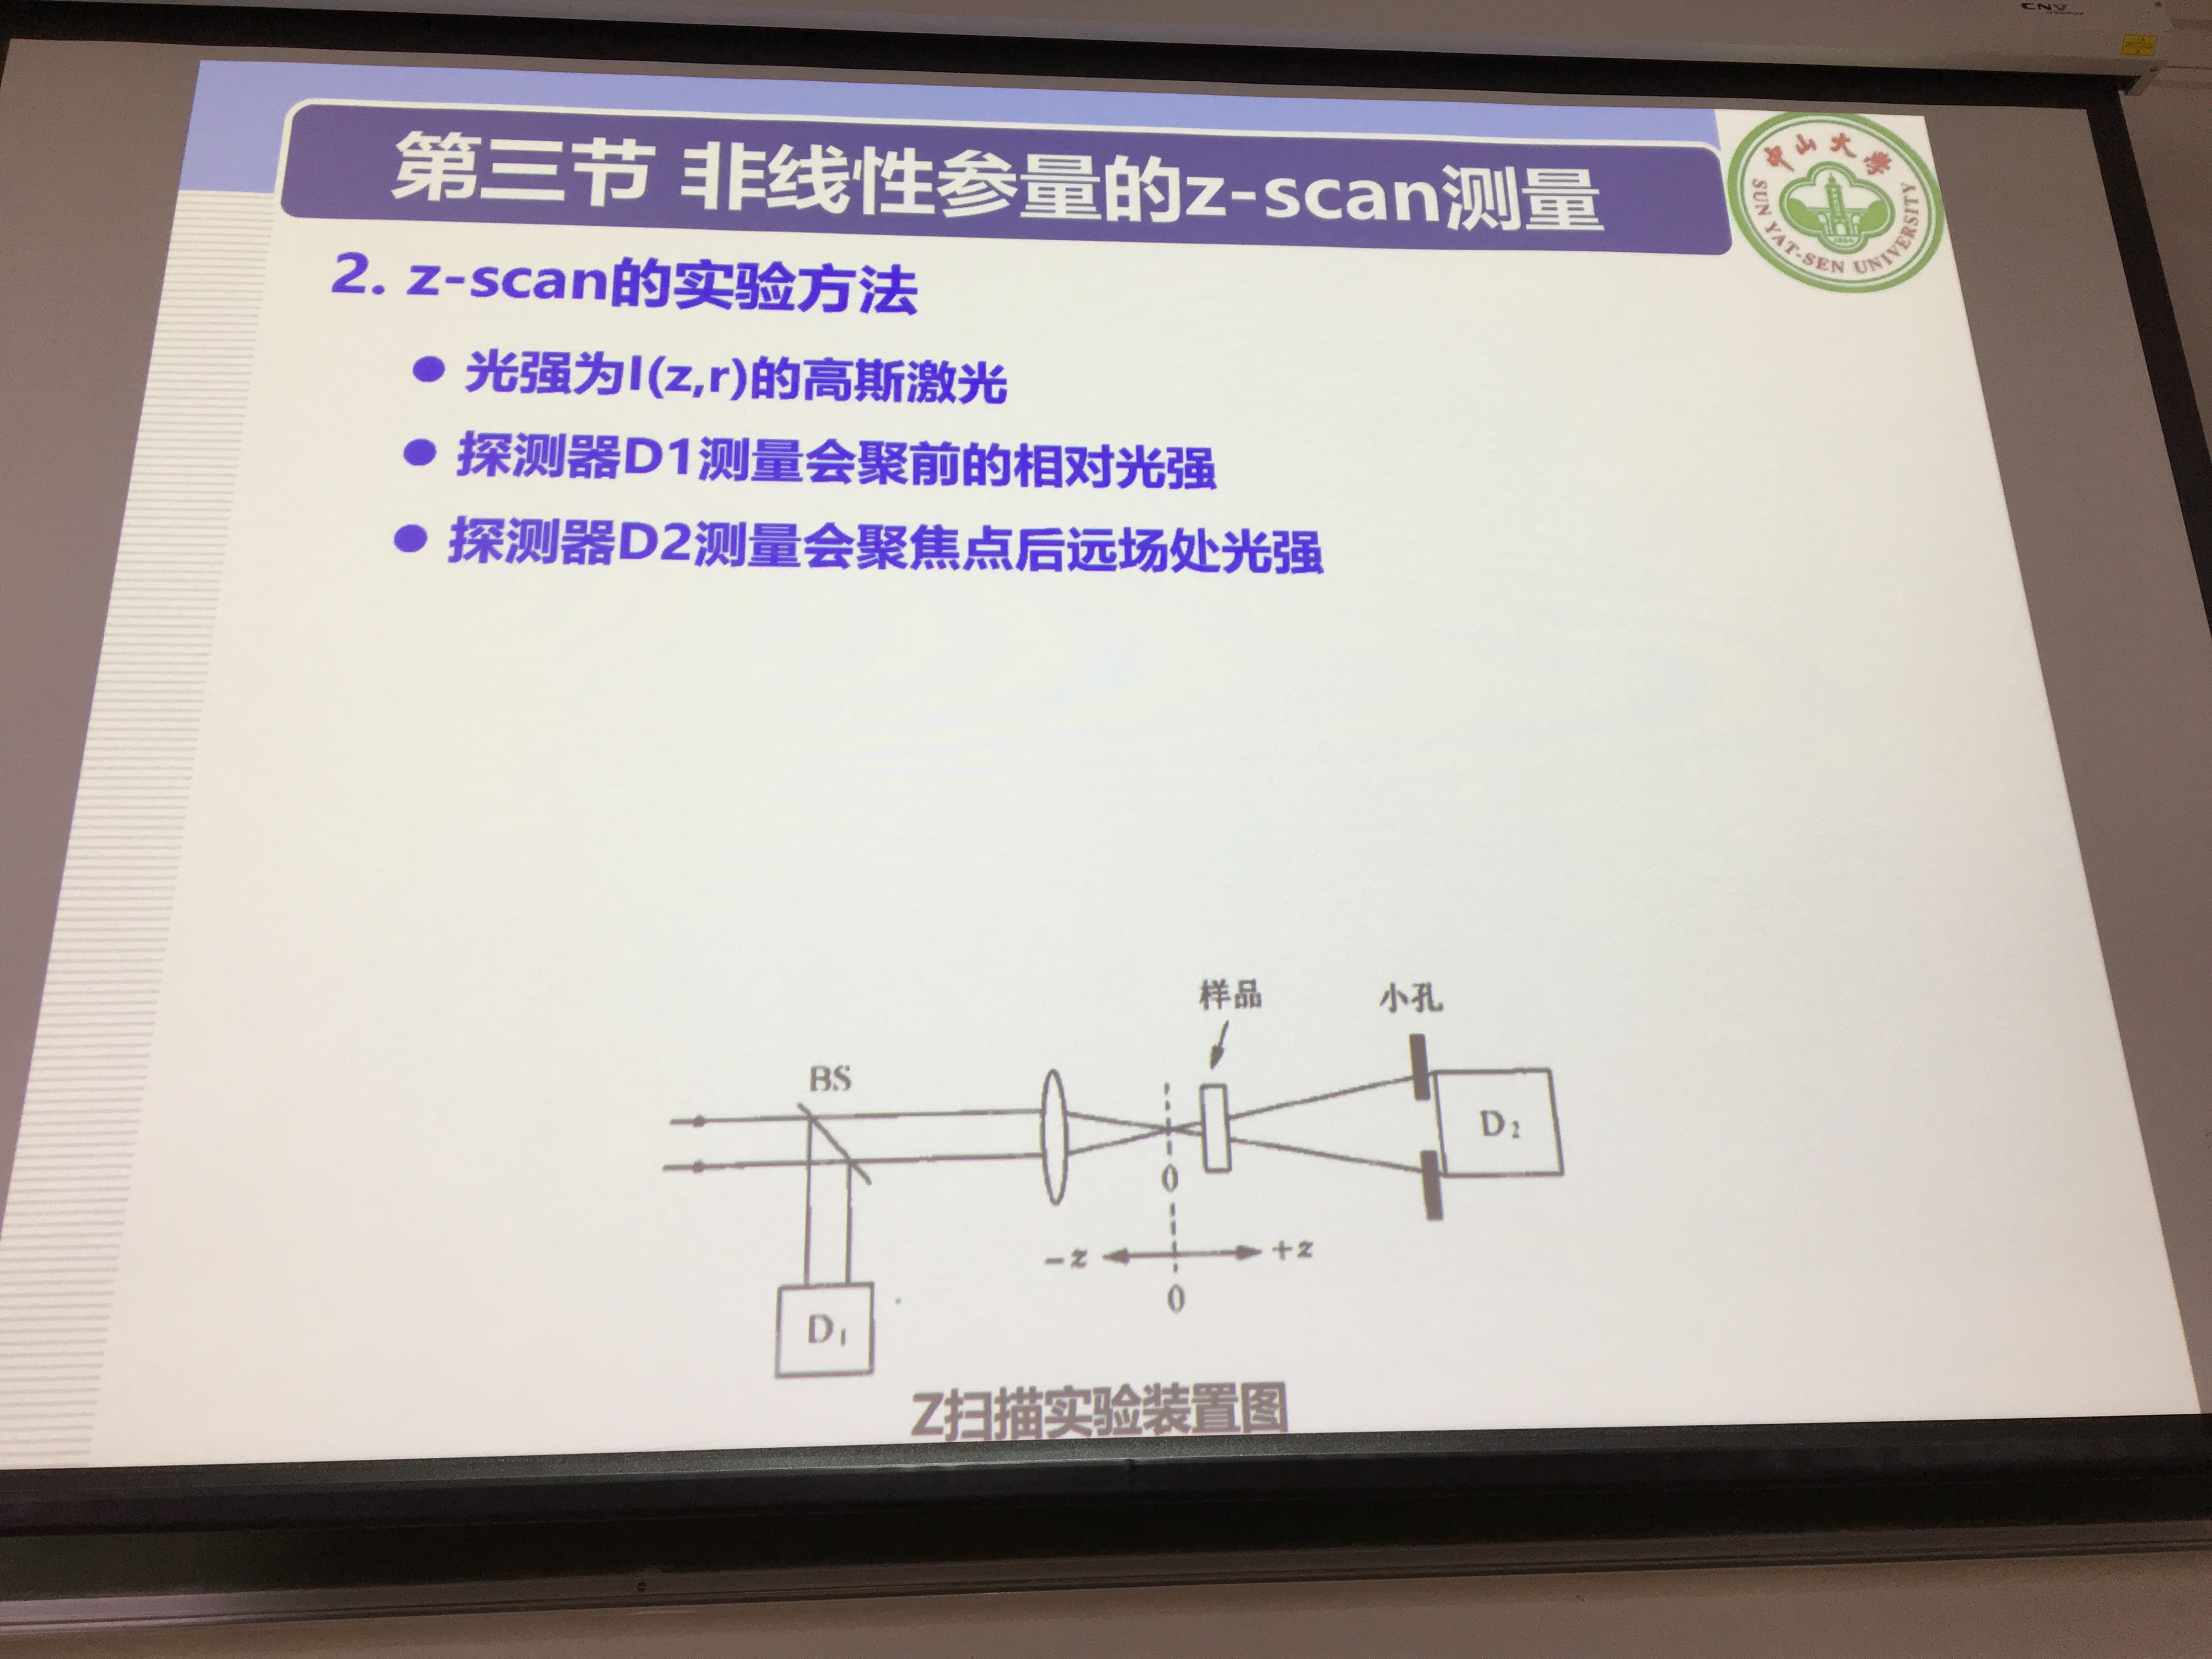 CNV
第三节 非线性参量的z-scan测量
中山大學
SUN YAT-SEN UNIVERSITY
2. z-scan的实验方法
● 光强为I(z,r)的高斯激光
● 探测器D1测量会聚前的相对光强
● 探测器D2测量会聚焦点后远场处光强
样品
小孔
BS
D₂
0
-z
+z
0
D₁
Z扫描实验装置图